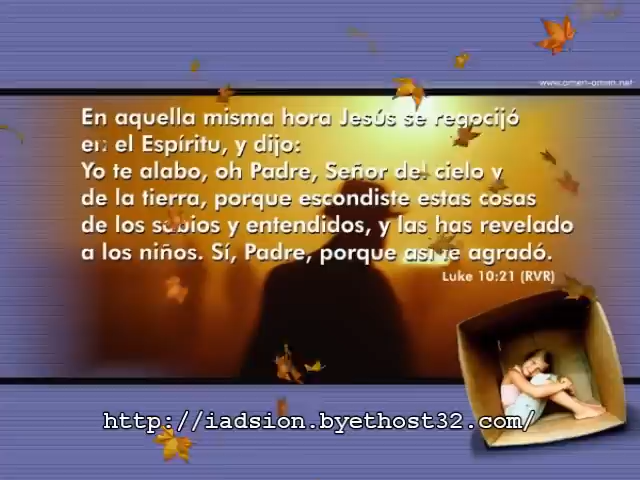 www.amen-amen.net
En aquella misma hora Jesús se regocijó
en el Espíritu, y dijo:
Yo te alabo, oh Padre, Señor del cielo y
de la tierra, porque escondiste estas cosas
de los sabios y entendidos, y las has revelado
a los niños. Sí, Padre, porque así te agradó.
Luke 10:21 (RVR)
http://iadsion.byethost32.com/